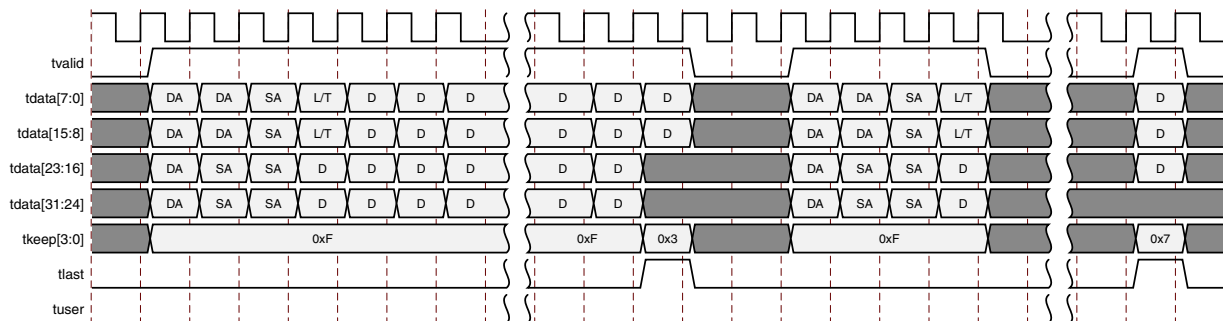 tvalid
tdata[7:0] DA DA SA L/T D D D D D D DA DA SA L/T D
tdata[15:8] DA DA SA L/T D D D D D D DA DA SA L/T D
tdata[23:16] DA SA SA D D D D D D DA SA SA D D
tdata[31:24] DA SA SA D D D D D D DA SA SA D
tkeep[3:0] 0xF 0xF 0x3 0xF 0x7
tlast
tuser